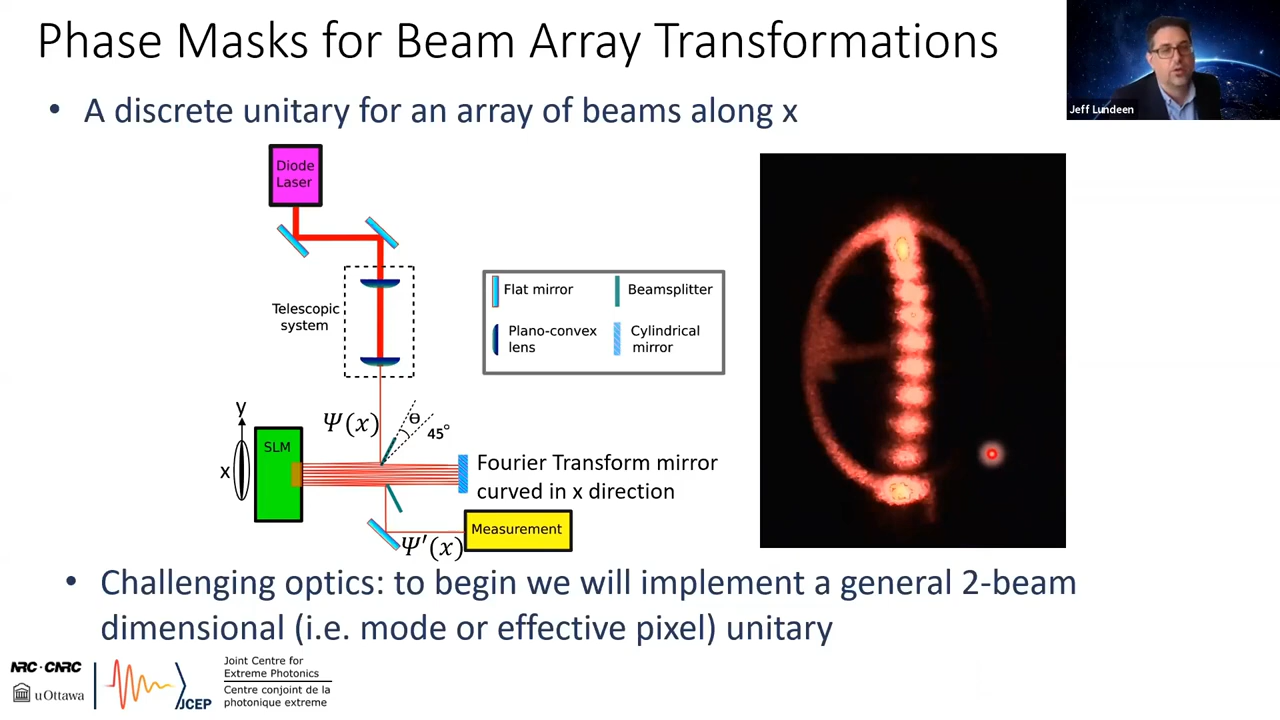 Phase Masks for Beam Array Transformations
Jeff Lundeen
• A discrete unitary for an array of beams along x
Diode
Laser
Telescopic
system
Flat mirror
Beamsplitter
Plano-convex
lens
Cylindrical
mirror
y
x
Ψ(x)
θ
45°
SLM
Fourier Transform mirror
curved in x direction
Measurement
Ψ′(x)
• Challenging optics: to begin we will implement a general 2-beam
dimensional (i.e. mode or effective pixel) unitary
NRC·CNRC
uOttawa
JCEP
Joint Centre for
Extreme Photonics
Centre conjoint de la
photonique extreme